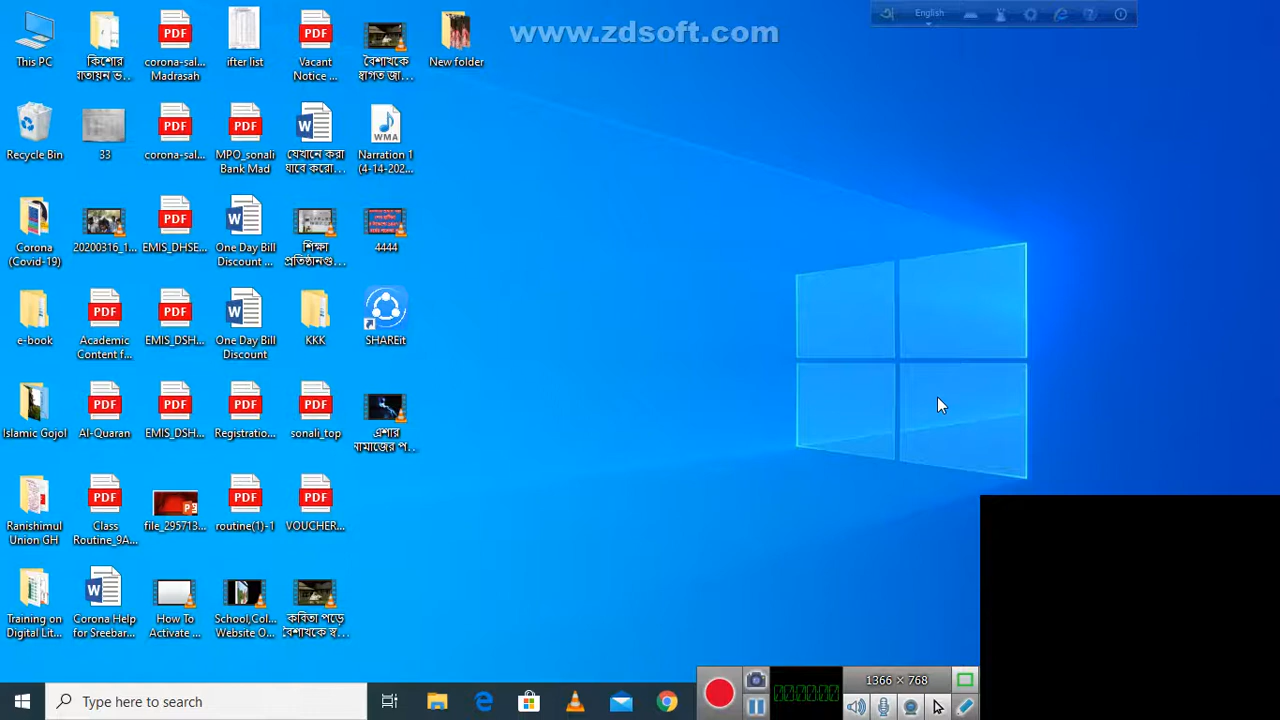 www.zdsoft.com
English
This PC
কিশোর
corona-sal...
Madrasah
ifter list
Vacant
Notice ...
বৈশাখকে
New folder
Recycle Bin
33
corona-sal...
MPO_sonali
Bank Mad
যেখানে করা
যাবে করো...
Narration 1
(4-14-202...
Corona
(Covid-19)
20200316_1...
EMIS_DHSE...
One Day Bill
Discount ...
শিক্ষা
প্রতিষ্ঠানগু...
4444
e-book
Academic
Content f...
EMIS_DSH...
One Day Bill
Discount
KKK
SHAREit
Islamic Gojol
Al-Quaran
EMIS_DSH...
Registratio...
sonali_top
এশার
নামাজের প...
Ranishimul
Union GH
Class
Routine_9A...
file_295713...
routine(1)-1
VOUCHER...
Training on
Digital Lit...
Corona Help
for Sreebar...
How To
Activate ...
School,Col...
Website O...
কবিতা পড়ে
বৈশাখকে স্ব...
1366 × 768
Type here to search